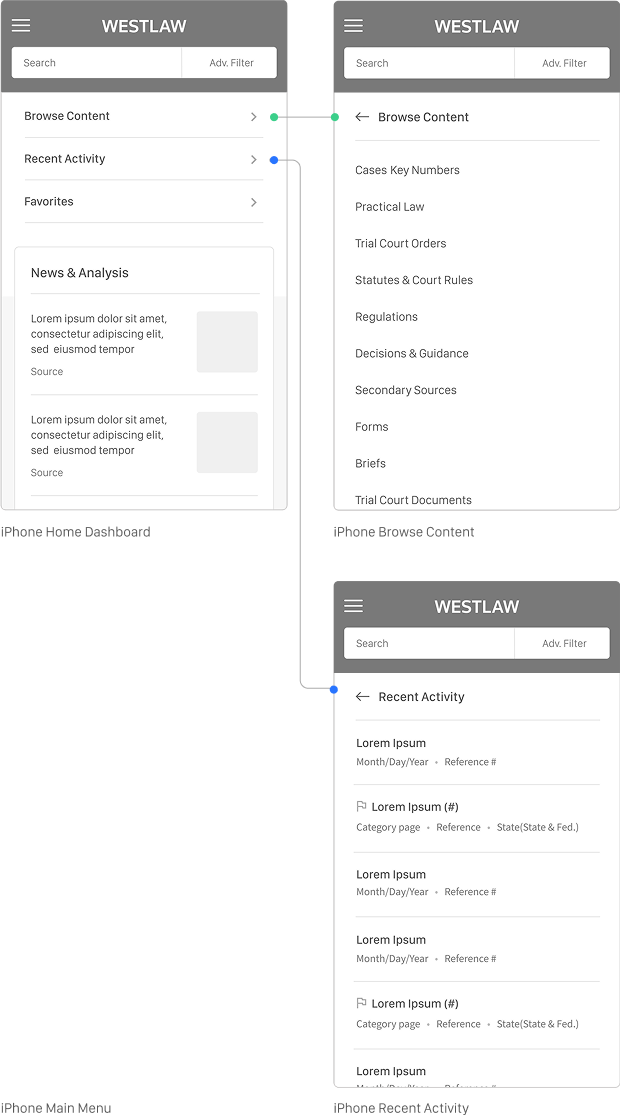 WESTLAW
Search
Adv. Filter
Browse Content
Recent Activity
Favorites
News & Analysis
Lorem ipsum dolor sit amet,
consectetur adipiscing elit,
sed eiusmod tempor
Source
Lorem ipsum dolor sit amet,
consectetur adipiscing elit,
sed eiusmod tempor
Source
iPhone Home Dashboard
WESTLAW
Search
Adv. Filter
Browse Content
Cases Key Numbers
Practical Law
Trial Court Orders
Statutes & Court Rules
Regulations
Decisions & Guidance
Secondary Sources
Forms
Briefs
Trial Court Documents
iPhone Browse Content
WESTLAW
Search
Adv. Filter
Recent Activity
Lorem Ipsum
Month/Day/Year • Reference #
Lorem Ipsum (#)
Category page • Reference • State(State & Fed.)
Lorem Ipsum
Month/Day/Year • Reference #
Lorem Ipsum
Month/Day/Year • Reference #
Lorem Ipsum (#)
Category page • Reference • State(State & Fed.)
Lorem Ipsum
Month/Day/Year • Reference #
iPhone Main Menu
iPhone Recent Activity